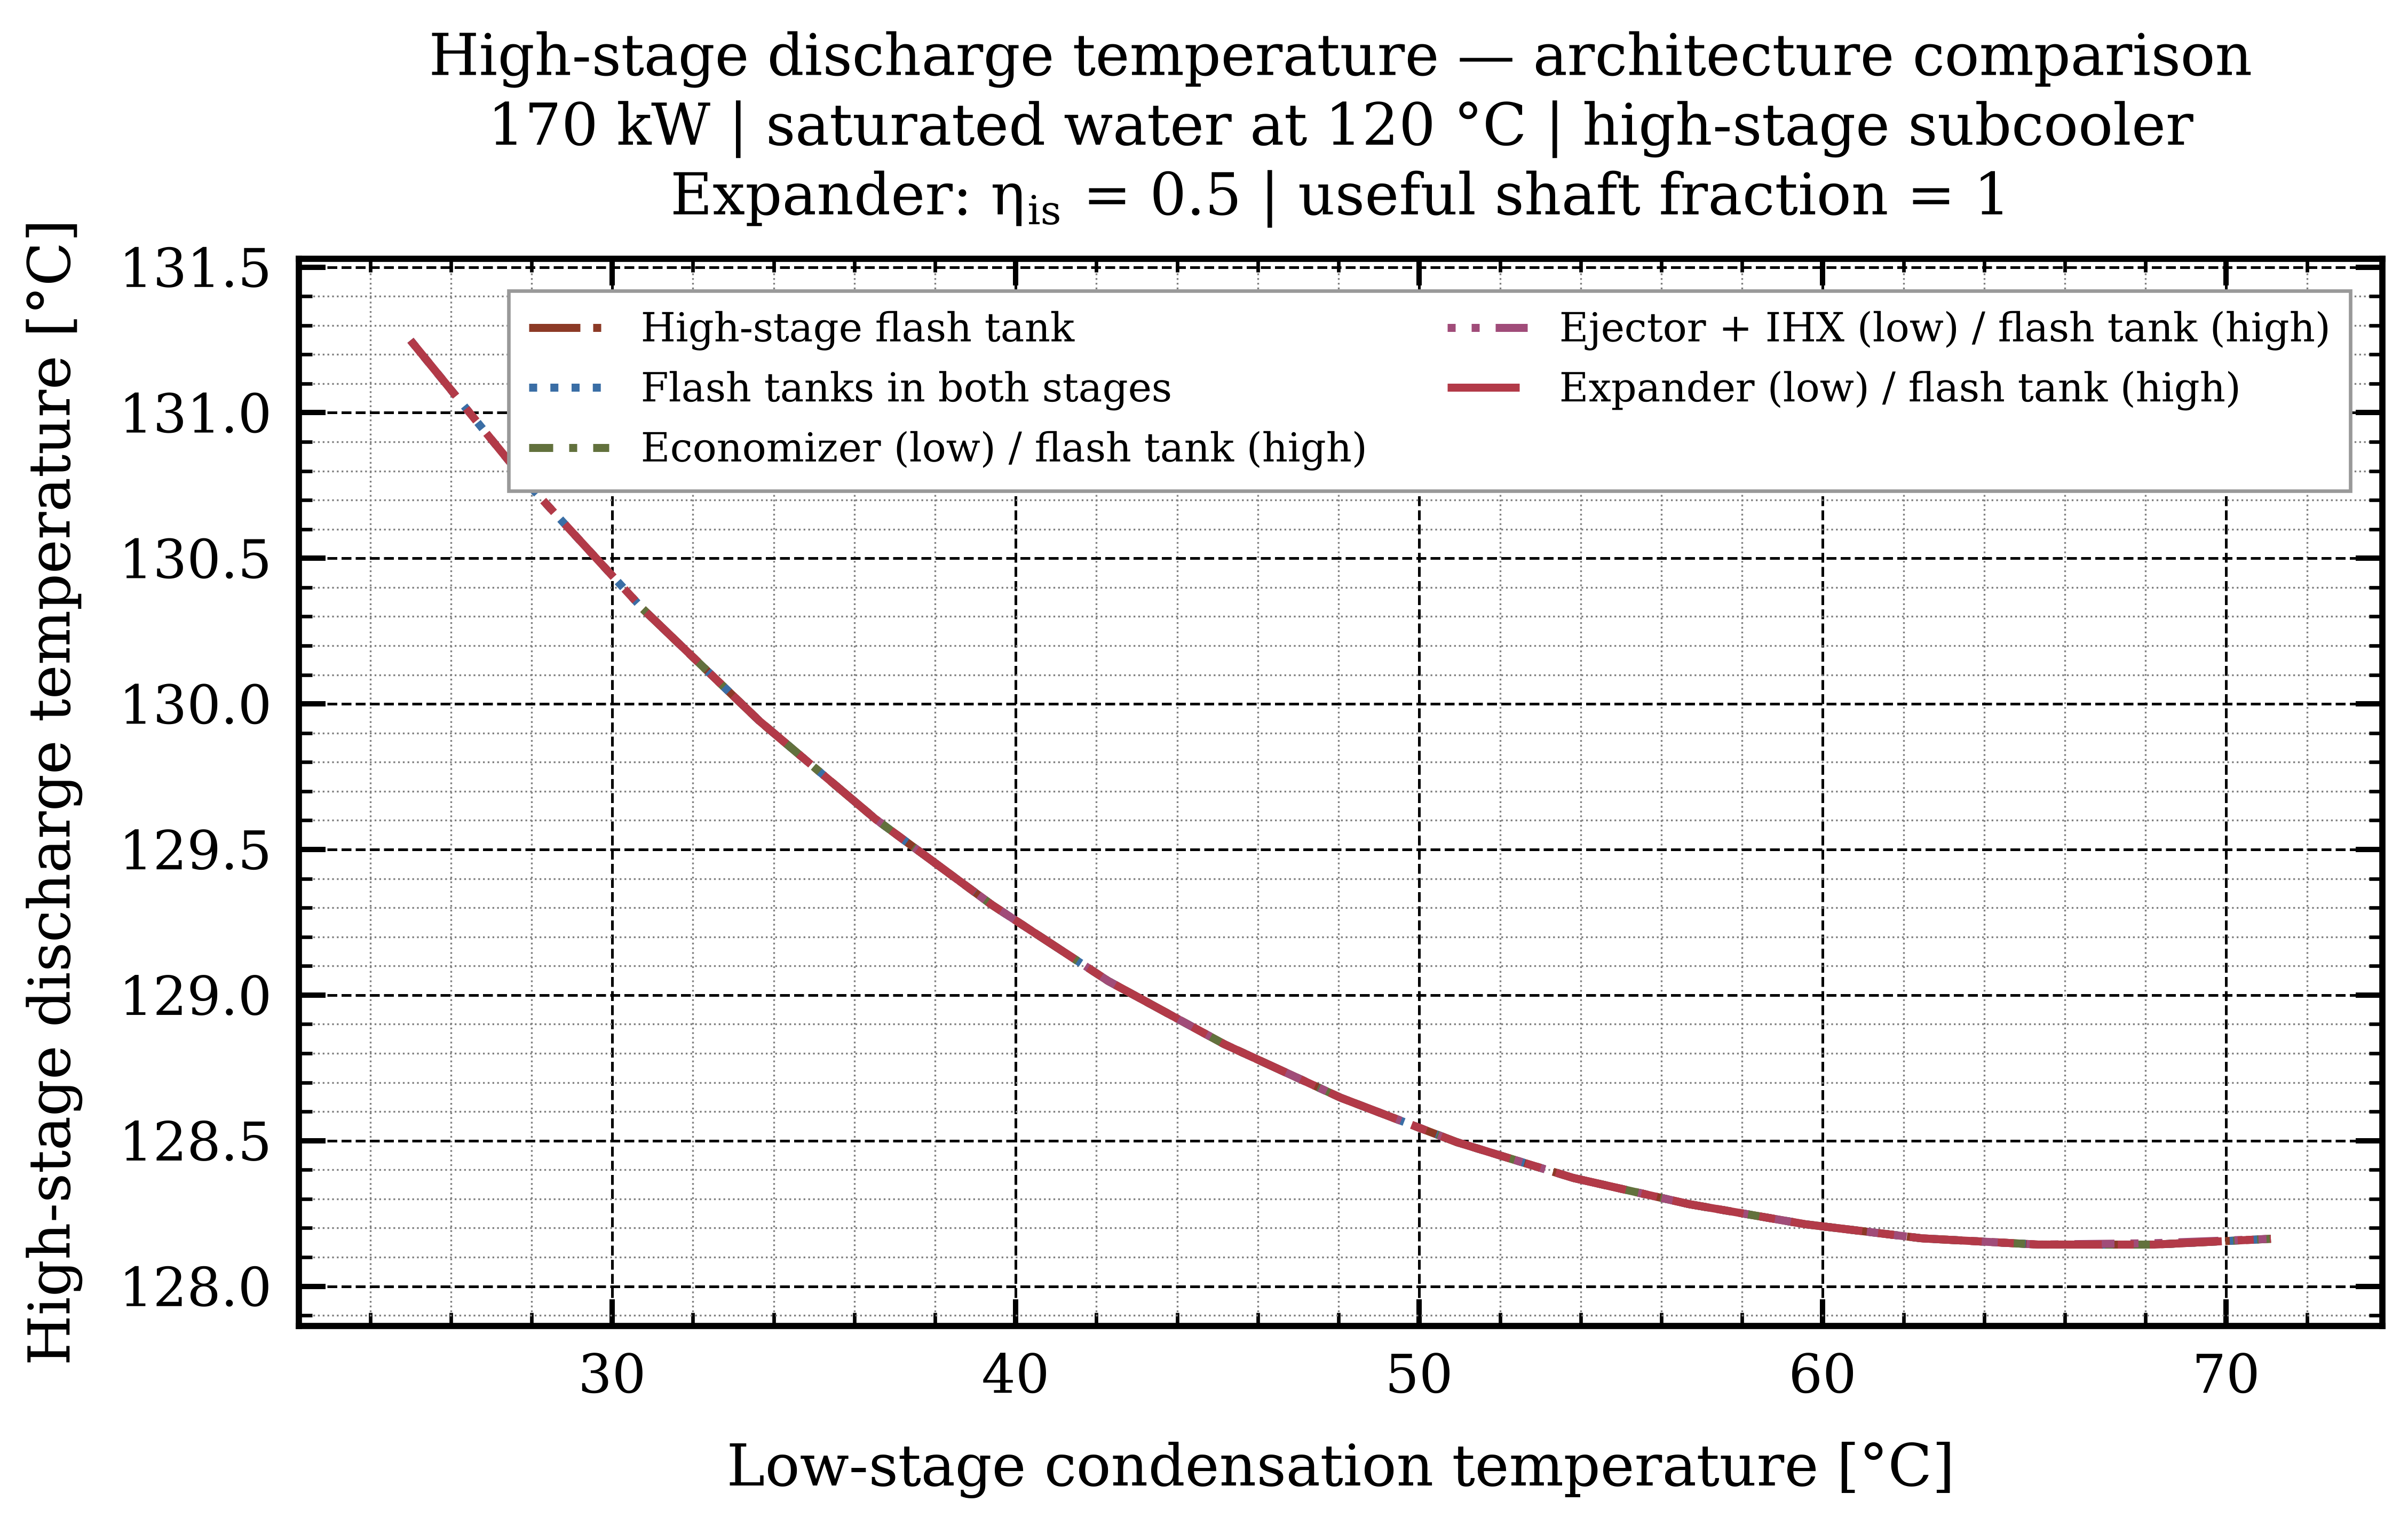 High-stage discharge temperature — architecture comparison
170 kW | saturated water at 120 °C | high-stage subcooler
Expander: ηis = 0.5 | useful shaft fraction = 1
High-stage discharge temperature [°C]
131.5
131.0
130.5
130.0
129.5
129.0
128.5
128.0
High-stage flash tank
Flash tanks in both stages
Economizer (low) / flash tank (high)
Ejector + IHX (low) / flash tank (high)
Expander (low) / flash tank (high)
30 40 50 60 70
Low-stage condensation temperature [°C]